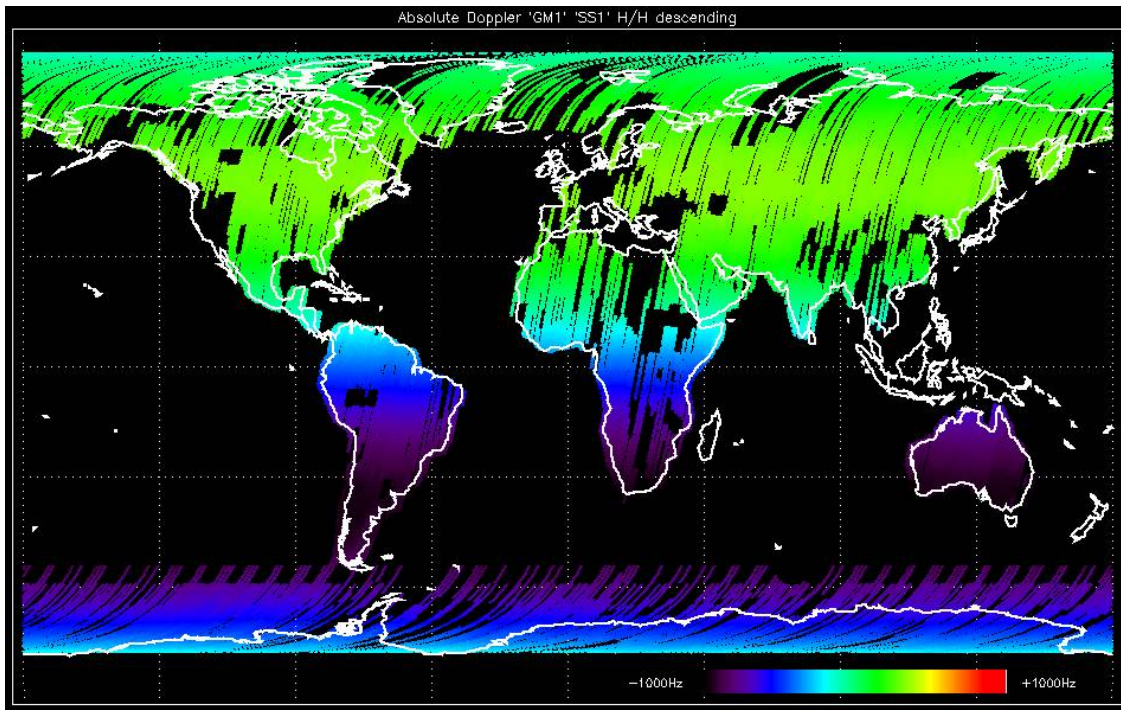 Absolute Doppler 'GM1' 'SS1' H/H descending
-1000Hz +1000Hz